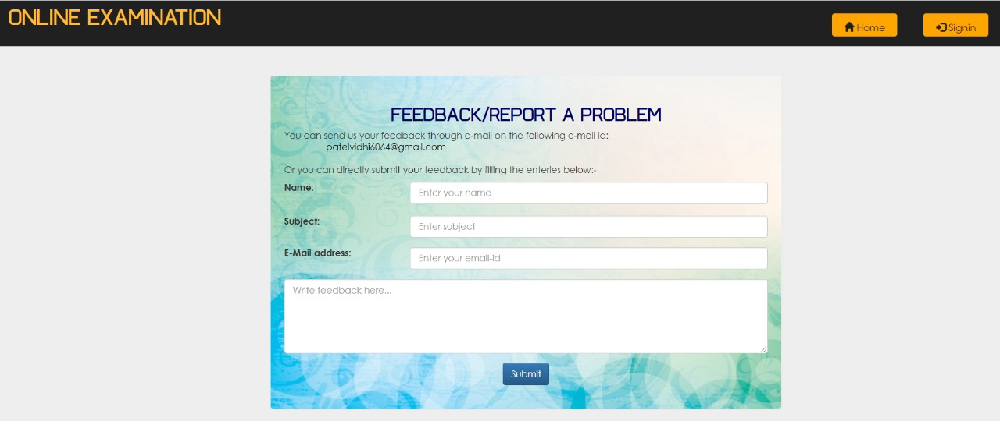 ONLINE EXAMINATION
Home
Signin
FEEDBACK/REPORT A PROBLEM
You can send us your feedback through e-mail on the following e-mail id:
patelvidhi6064@gmail.com
Or you can directly submit your feedback by filling the enteries below:-
Name:
Enter your name
Subject:
Enter subject
E-Mail address:
Enter your email-id
Write feedback here...
Submit